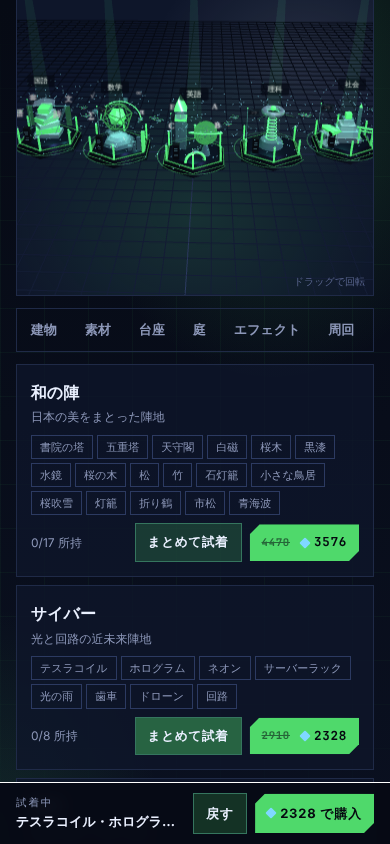 国語
数学
英語
理科
社会
ドラッグで回転
建物 素材 台座 庭 エフェクト 周回
和の陣
日本の美をまとった陣地
書院の塔 五重塔 天守閣 白磁 桜木 黒漆
水鏡 桜の木 松 竹 石灯籠 小さな鳥居
桜吹雪 灯籠 折り鶴 市松 青海波
0/17 所持 まとめて試着 4470 3576
サイバー
光と回路の近未来陣地
テスラコイル ホログラム ネオン サーバーラック
光の雨 歯車 ドローン 回路
0/8 所持 まとめて試着 2910 2328
試着中
テスラコイル・ホログラ… 戻す 2328 で購入